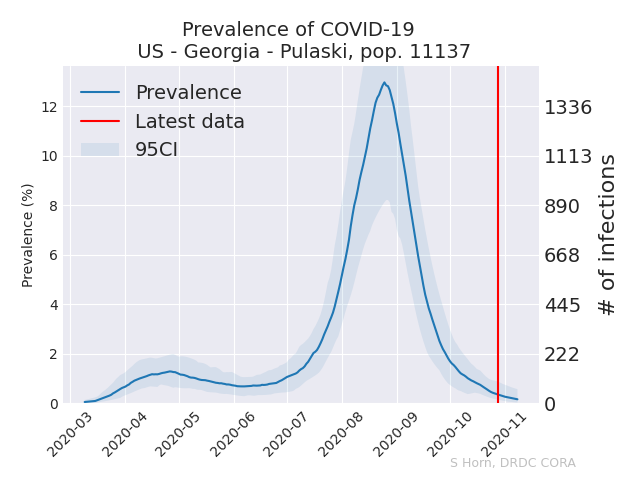 Prevalence of COVID-19
US - Georgia - Pulaski, pop. 11137
Prevalence
Latest data
95CI
Prevalence (%)
12
10
8
6
4
2
0
1336
1113
890
668
445
222
0
# of infections
2020-03
2020-04
2020-05
2020-06
2020-07
2020-08
2020-09
2020-10
2020-11
S Horn, DRDC CORA